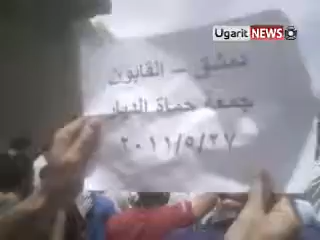 Ugarit NEWS
دمشق - القابون
جمعة حماة الديار
٢٠١١/٥/٢٧